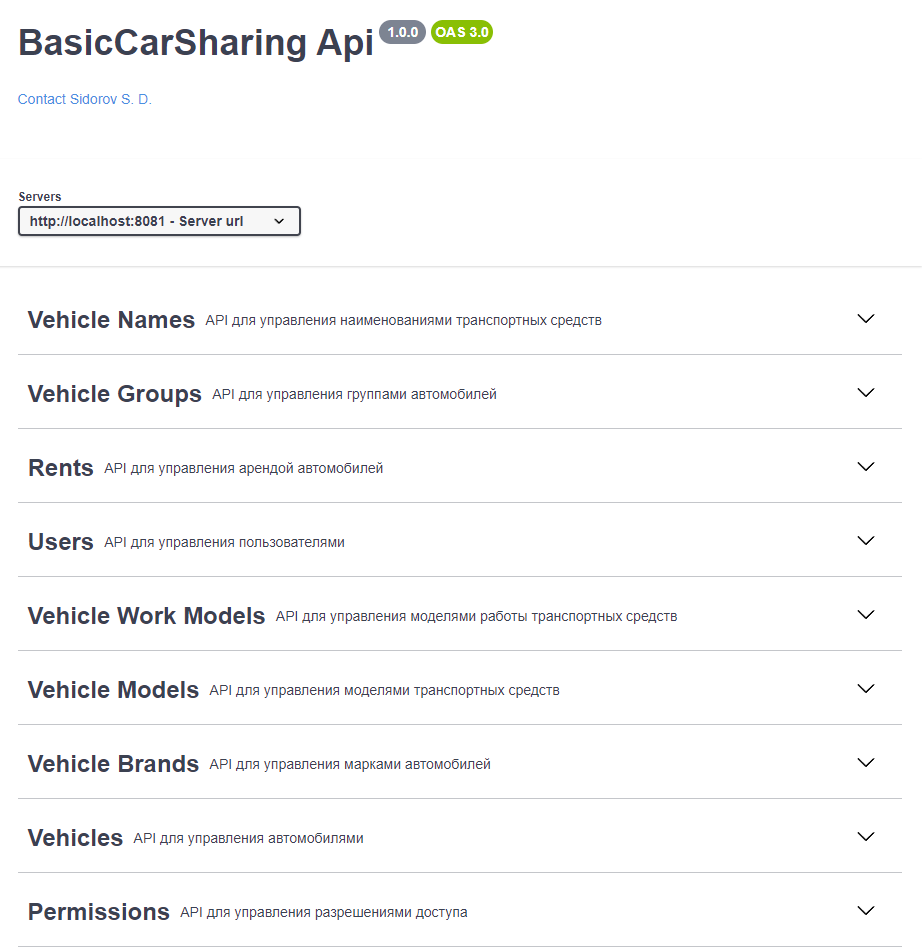 BasicCarSharing Api 1.0.0 OAS 3.0
Contact Sidorov S. D.
Servers
http://localhost:8081 - Server url
Vehicle Names API для управления наименованиями транспортных средств
Vehicle Groups API для управления группами автомобилей
Rents API для управления арендой автомобилей
Users API для управления пользователями
Vehicle Work Models API для управления моделями работы транспортных средств
Vehicle Models API для управления моделями транспортных средств
Vehicle Brands API для управления марками автомобилей
Vehicles API для управления автомобилями
Permissions API для управления разрешениями доступа